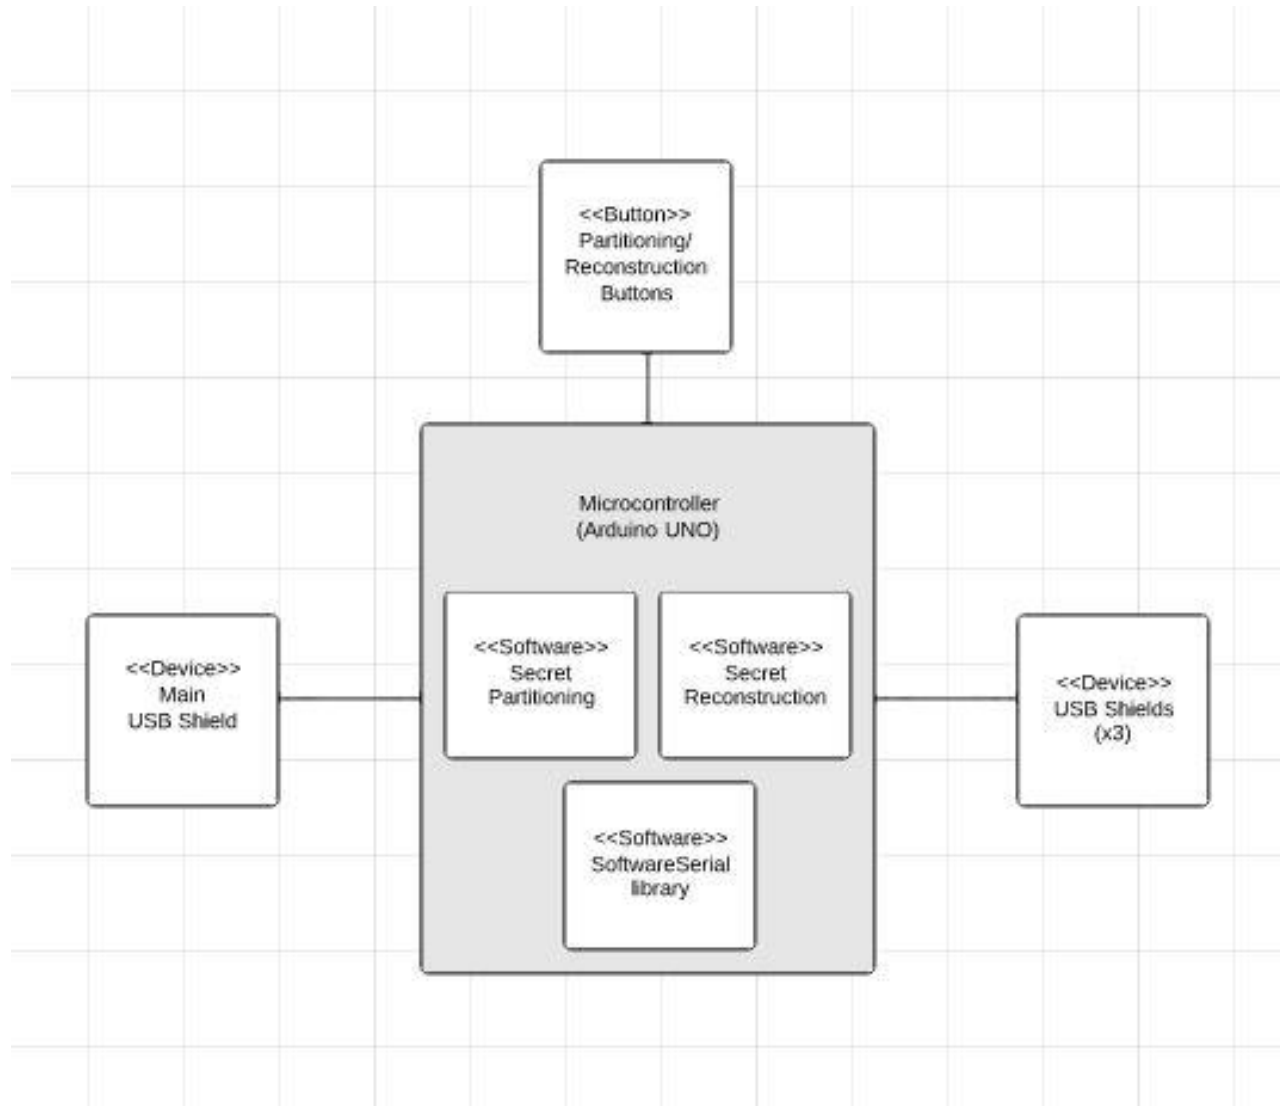 <<Button>>
Partitioning/
Reconstruction
Buttons
Microcontroller
(Arduino UNO)
<<Device>>
Main
USB Shield
<<Software>>
Secret
Partitioning
<<Software>>
Secret
Reconstruction
<<Device>>
USB Shields
(x3)
<<Software>>
SoftwareSerial
library